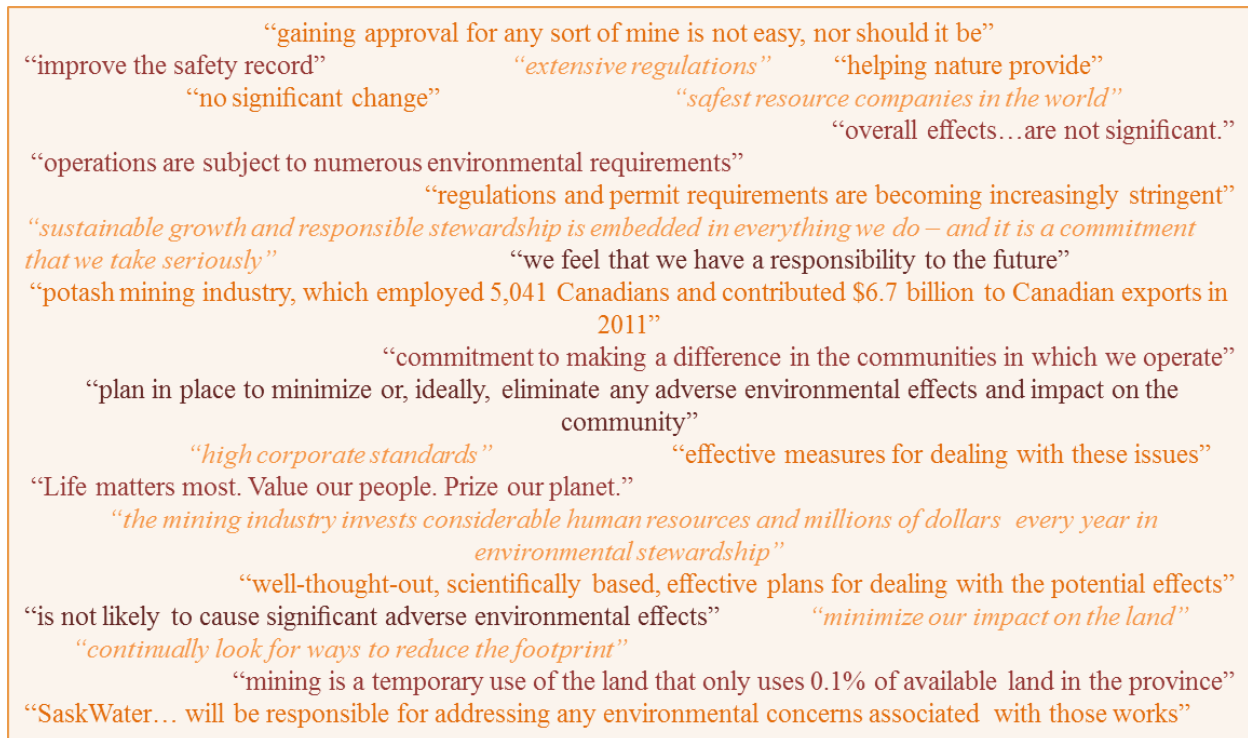 “gaining approval for any sort of mine is not easy, nor should it be”
“improve the safety record” “extensive regulations” “helping nature provide”
“no significant change” “safest resource companies in the world”
“overall effects…are not significant.”
“operations are subject to numerous environmental requirements”
“regulations and permit requirements are becoming increasingly stringent”
“sustainable growth and responsible stewardship is embedded in everything we do – and it is a commitment
that we take seriously” “we feel that we have a responsibility to the future”
“potash mining industry, which employed 5,041 Canadians and contributed $6.7 billion to Canadian exports in
2011”
“commitment to making a difference in the communities in which we operate”
“plan in place to minimize or, ideally, eliminate any adverse environmental effects and impact on the
community”
“high corporate standards” “effective measures for dealing with these issues”
“Life matters most. Value our people. Prize our planet.”
“the mining industry invests considerable human resources and millions of dollars every year in
environmental stewardship”
“well-thought-out, scientifically based, effective plans for dealing with the potential effects”
“is not likely to cause significant adverse environmental effects” “minimize our impact on the land”
“continually look for ways to reduce the footprint”
“mining is a temporary use of the land that only uses 0.1% of available land in the province”
“SaskWater… will be responsible for addressing any environmental concerns associated with those works”